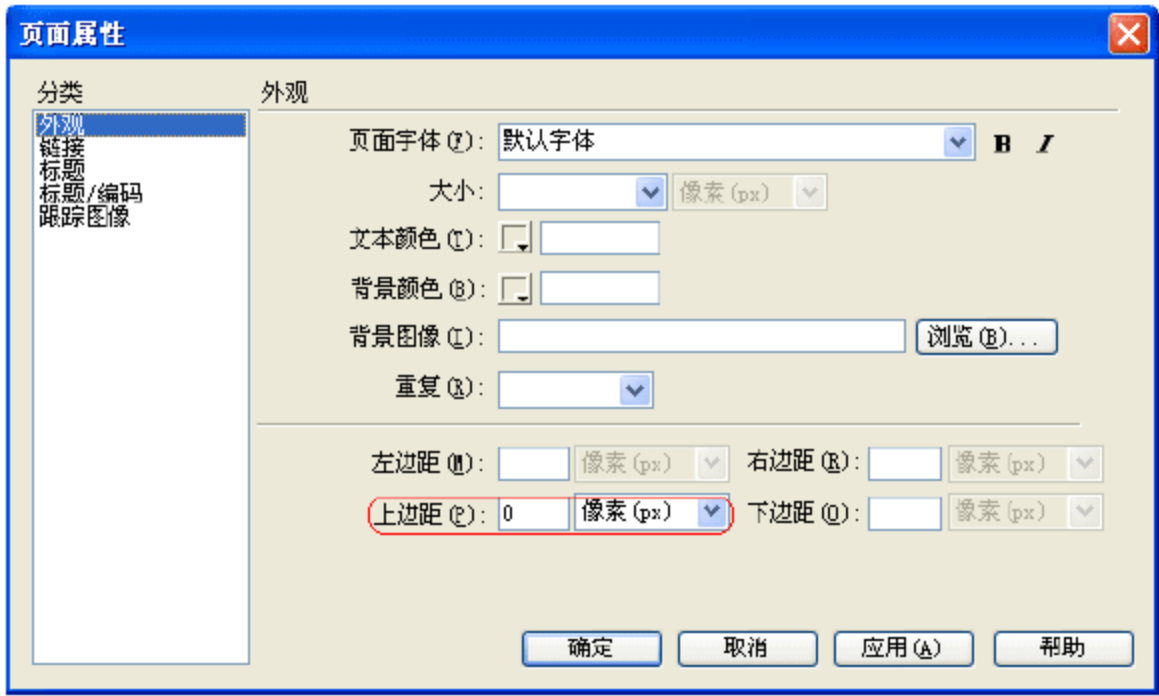 页面属性
分类
外观
链接
标题
标题/编码
跟踪图像
外观
页面字体(F): 默认字体 B I
大小: 像素(px)
文本颜色(T):
背景颜色(B):
背景图像(I): 浏览(B)...
重复(R):
左边距(M): 像素(px) 右边距(R): 像素(px)
上边距(P): 0 像素(px) 下边距(O): 像素(px)
确定 取消 应用(A) 帮助